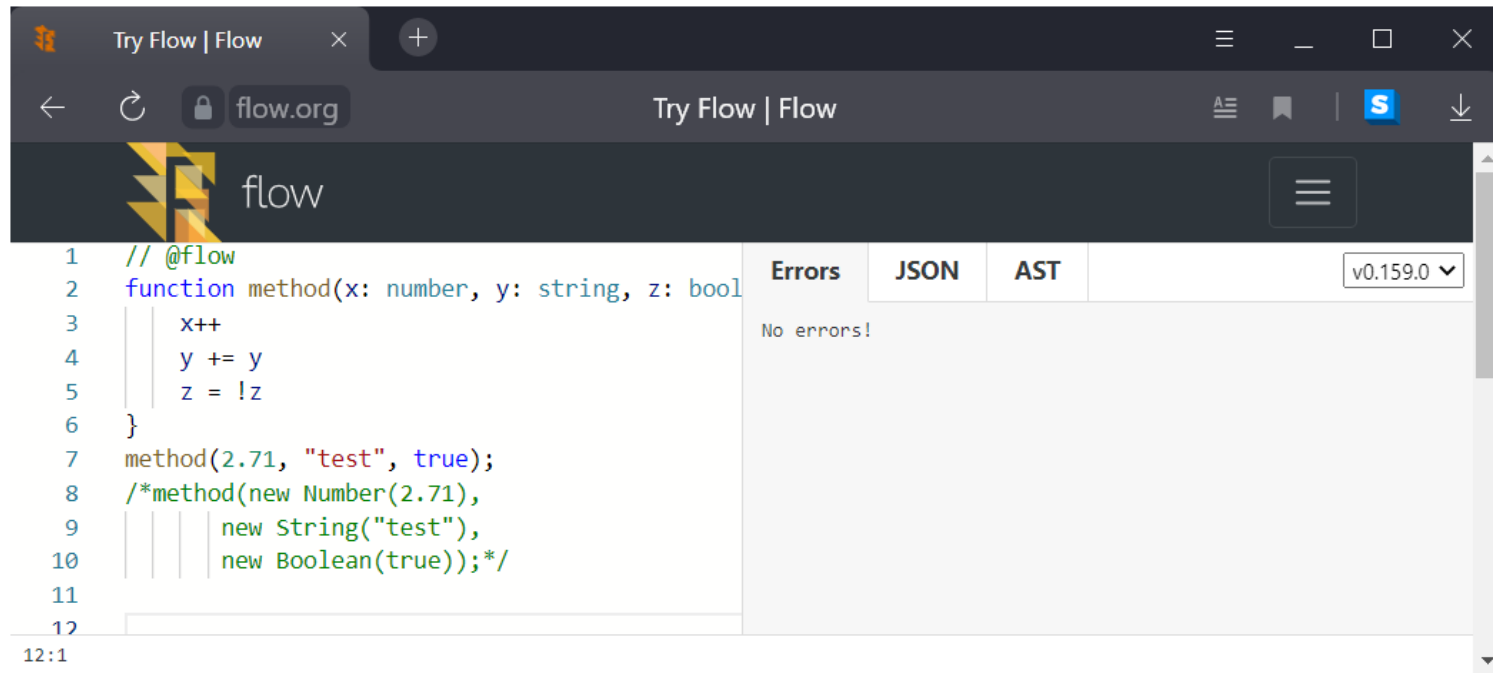 Try Flow | Flow
flow.org Try Flow | Flow
flow
Errors JSON AST v0.159.0
No errors!
1 // @flow
2 function method(x: number, y: string, z: bool
3 x++
4 y += y
5 z = !z
6 }
7 method(2.71, "test", true);
8 /*method(new Number(2.71),
9 new String("test"),
10 new Boolean(true));*/
11
12
12:1